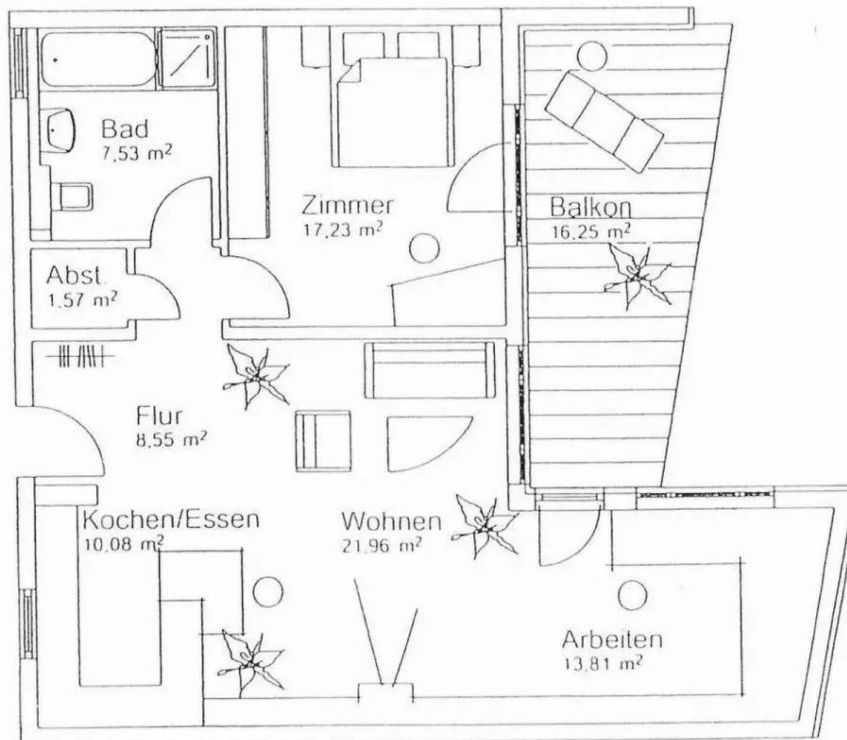 Bad
7,53 m²
Zimmer
17,23 m²
Balkon
16,25 m²
Abst.
1,57 m²
Flur
8,55 m²
Kochen/Essen
10,08 m²
Wohnen
21,96 m²
Arbeiten
13,81 m²